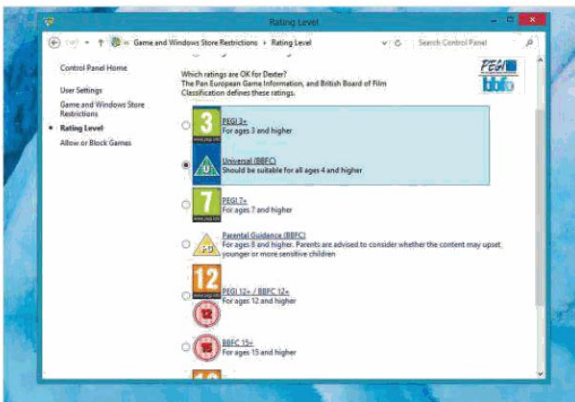 Rating Level
Game and Windows Store Restrictions
Rating Level
Search Control Panel
Control Panel Home
User Settings
Game and Windows Store
Restrictions
Rating Level
Allow or Block Games
PEGI
Which ratings are OK for Dexter?
The Pan European Game Information, and British Board of Film
Classification defines these ratings.
3
PEGI 3+
For ages 3 and higher
U
Universal (BBFC)
Should be suitable for all ages 4 and higher
7
PEGI 7+
For ages 7 and higher
PG
Parental Guidance (BBFC)
For ages 8 and higher. Parents are advised to consider whether the content may upset
younger or more sensitive children
12
PEGI 12+ / BBFC 12+
For ages 12 and higher
12
15
BBFC 15+
For ages 15 and higher